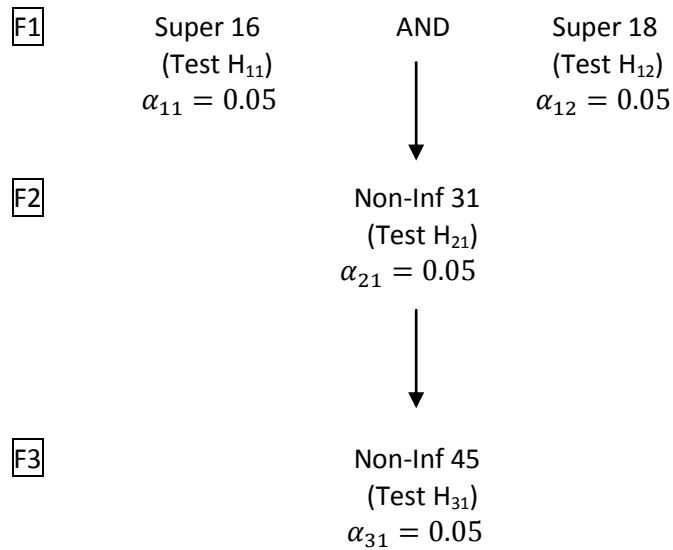 F1 Super 16 AND Super 18
(Test H₁₁) (Test H₁₂)
𝛼₁₁ = 0.05 𝛼₁₂ = 0.05
F2 Non-Inf 31
(Test H₂₁)
𝛼₂₁ = 0.05
F3 Non-Inf 45
(Test H₃₁)
𝛼₃₁ = 0.05